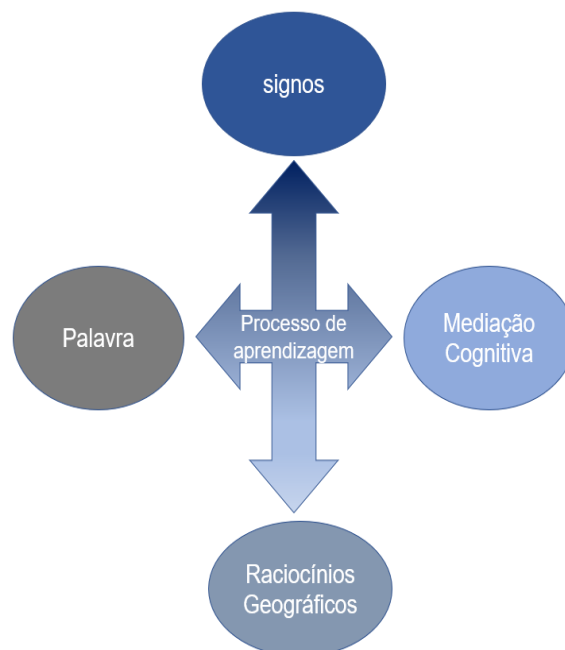 signos
Palavra
Processo de
aprendizagem
Mediação
Cognitiva
Raciocínios
Geográficos